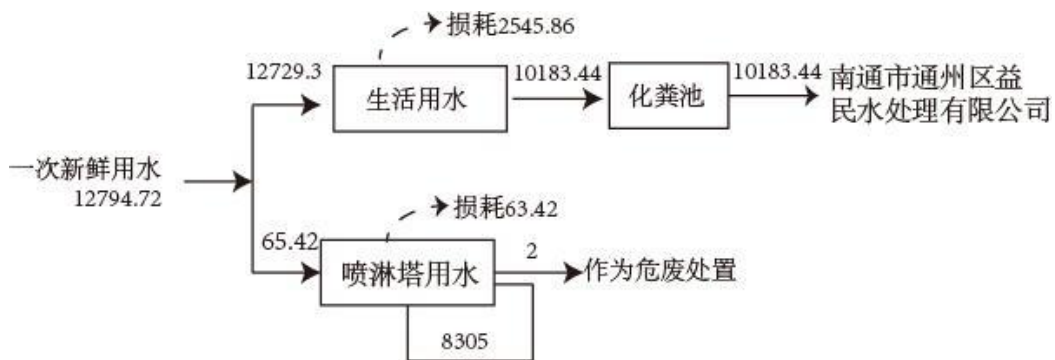 损耗2545.86
12729.3
生活用水
10183.44
化粪池
10183.44
南通市通州区益
民水处理有限公司
一次新鲜用水
12794.72
损耗63.42
65.42
喷淋塔用水
2
作为危废处置
8305